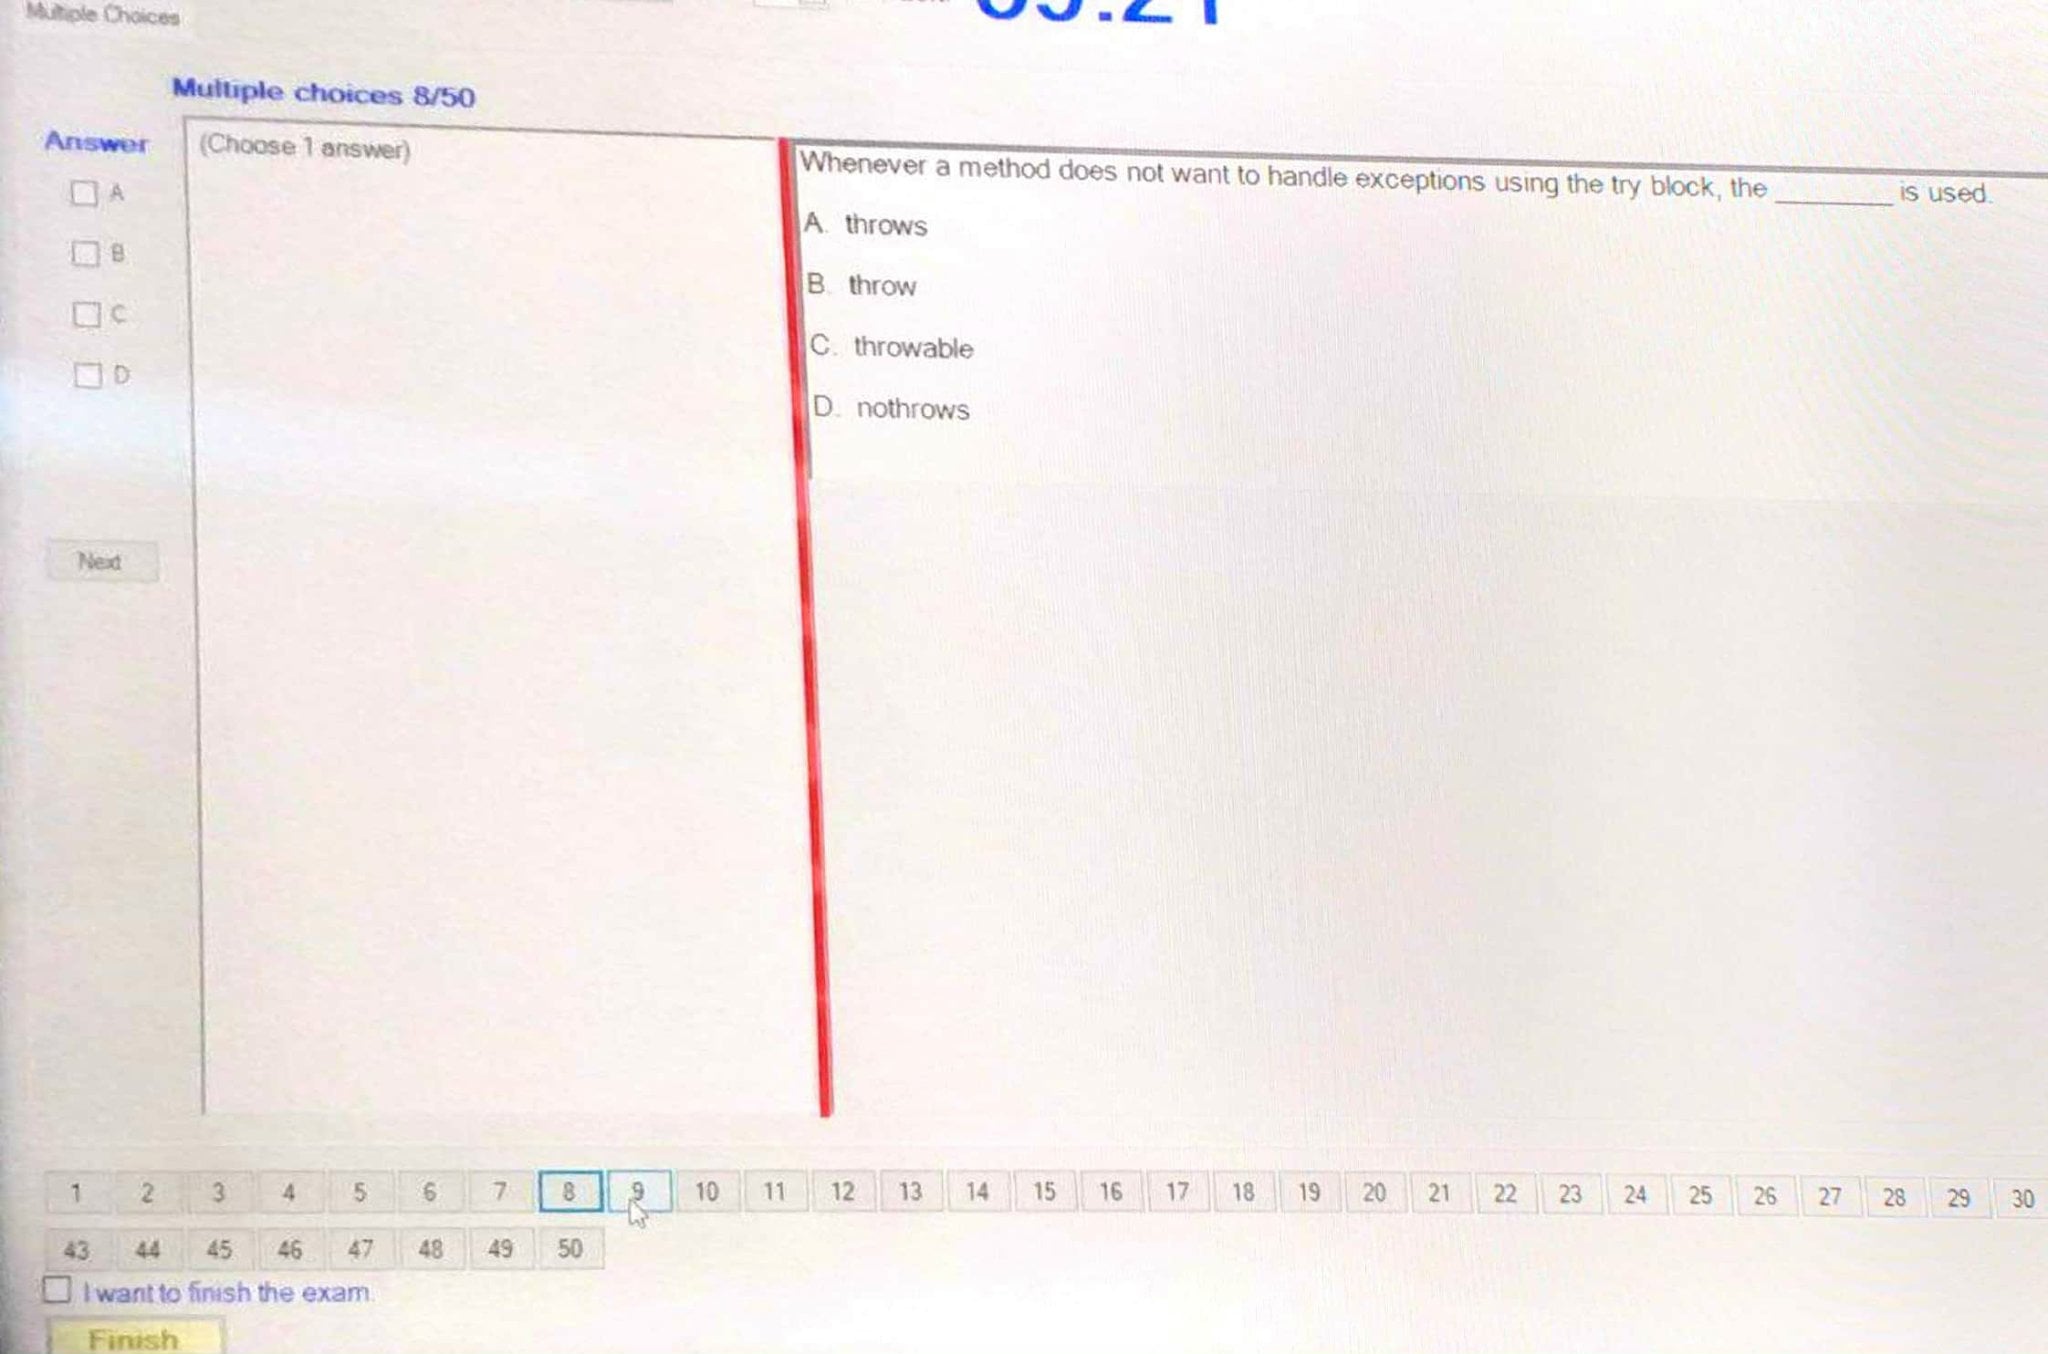 Multiple Choices
Multiple choices 8/50
Answer
A
B
C
D
Next
(Choose 1 answer)
Whenever a method does not want to handle exceptions using the try block, the ________ is used.
A. throws
B. throw
C. throwable
D. nothrows
1 2 3 4 5 6 7 8 9 10 11 12 13 14 15 16 17 18 19 20 21 22 23 24 25 26 27 28 29 30
43 44 45 46 47 48 49 50
I want to finish the exam.
Finish